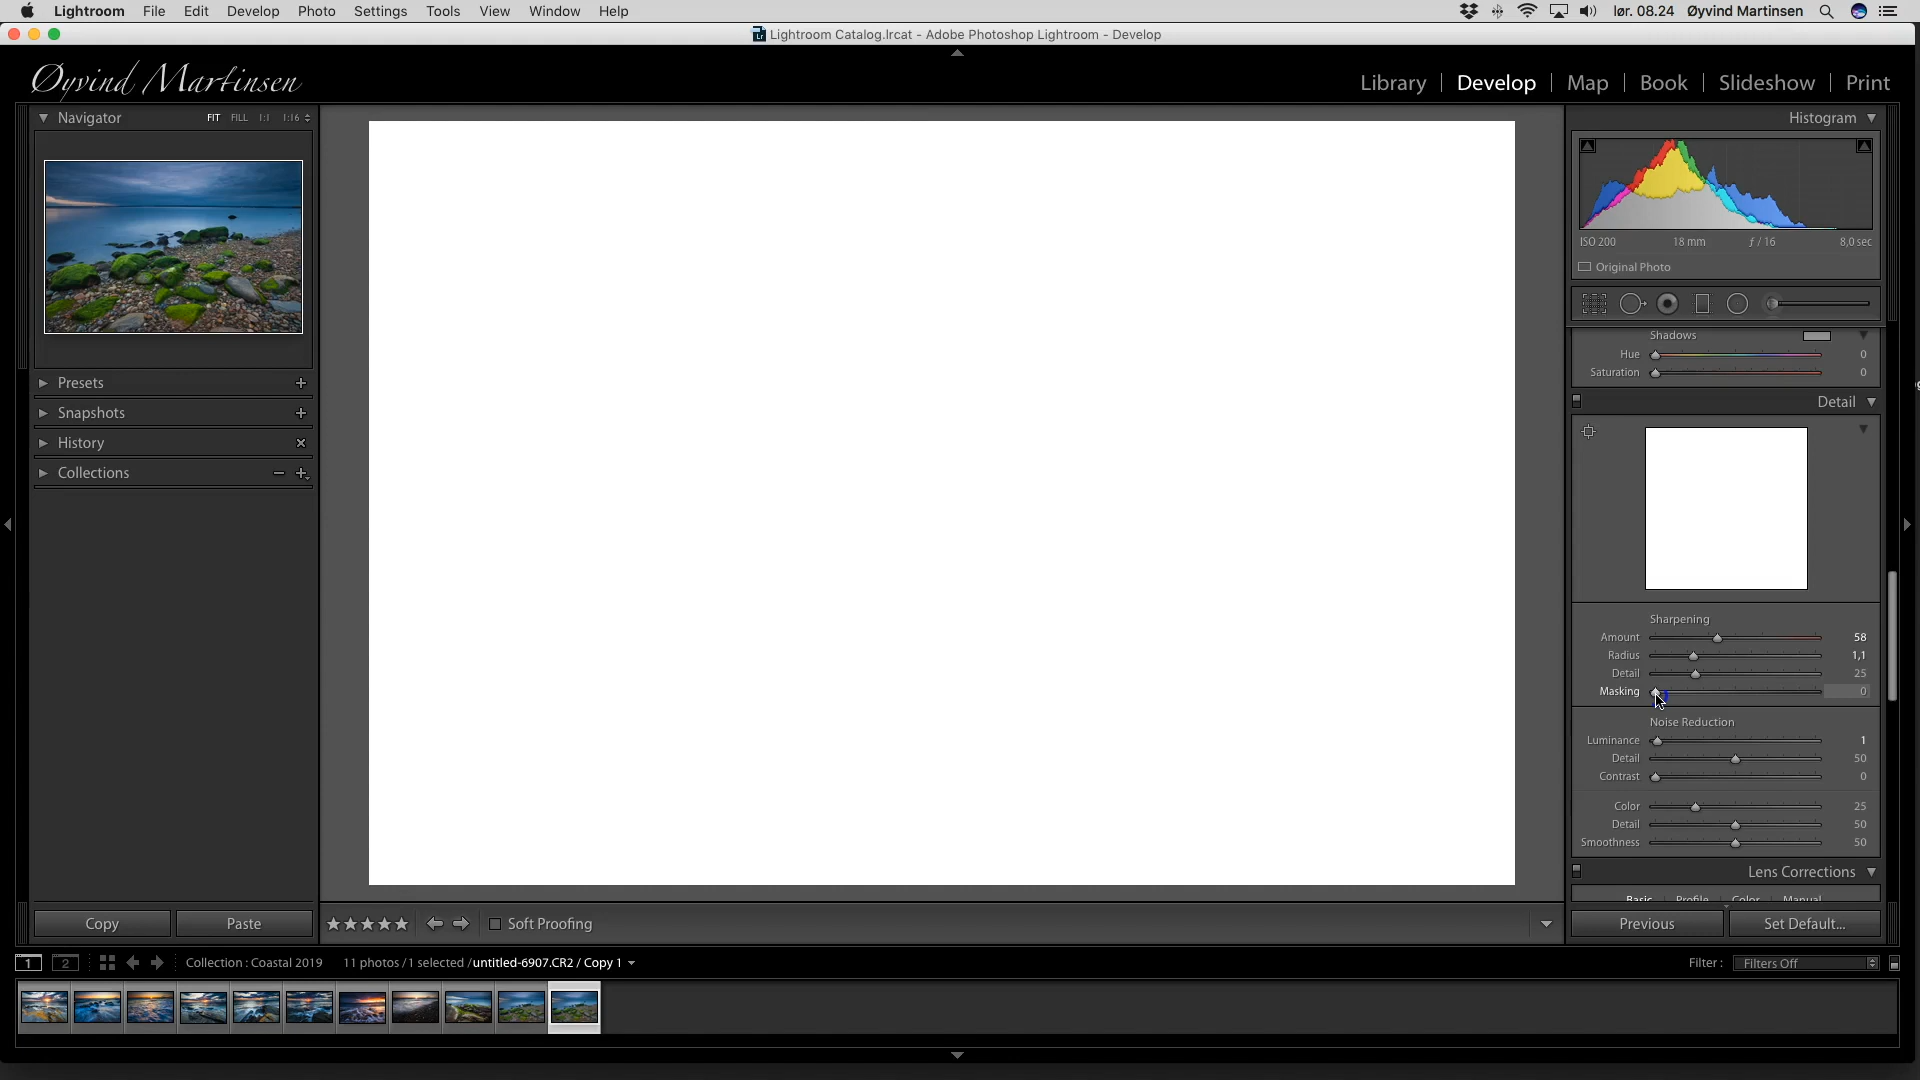 Lightroom File Edit Develop Photo Settings Tools View Window Help lør. 08.24 Øyvind Martinsen
Lightroom Catalog.lrcat - Adobe Photoshop Lightroom - Develop
Øyvind Martinsen
Library Develop Map Book Slideshow Print
Navigator FIT FILL 1:1 1:16
Histogram
ISO 200 18 mm ƒ / 16 8,0 sec
Original Photo
Shadows
Hue 0
Saturation 0
Presets
Snapshots
History
Collections
Detail
Sharpening
Amount 58
Radius 1,1
Detail 25
Masking 0
Noise Reduction
Luminance 1
Detail 50
Contrast 0
Color 25
Detail 50
Smoothness 50
Lens Corrections
Basic Profile Color Manual
Copy Paste
Soft Proofing
Previous Set Default...
1 2 Collection : Coastal 2019 11 photos / 1 selected / untitled-6907.CR2 / Copy 1
Filter : Filters Off